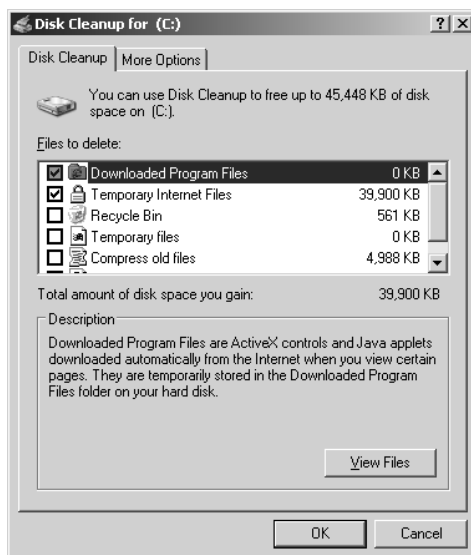 Disk Cleanup for (C:)
Disk Cleanup
More Options
You can use Disk Cleanup to free up to 45,448 KB of disk
space on (C:).
Files to delete:
Downloaded Program Files 0 KB
Temporary Internet Files 39,900 KB
Recycle Bin 561 KB
Temporary files 0 KB
Compress old files 4,988 KB
Total amount of disk space you gain: 39,900 KB
Description
Downloaded Program Files are ActiveX controls and Java applets
downloaded automatically from the Internet when you view certain
pages. They are temporarily stored in the Downloaded Program
Files folder on your hard disk.
View Files
OK
Cancel